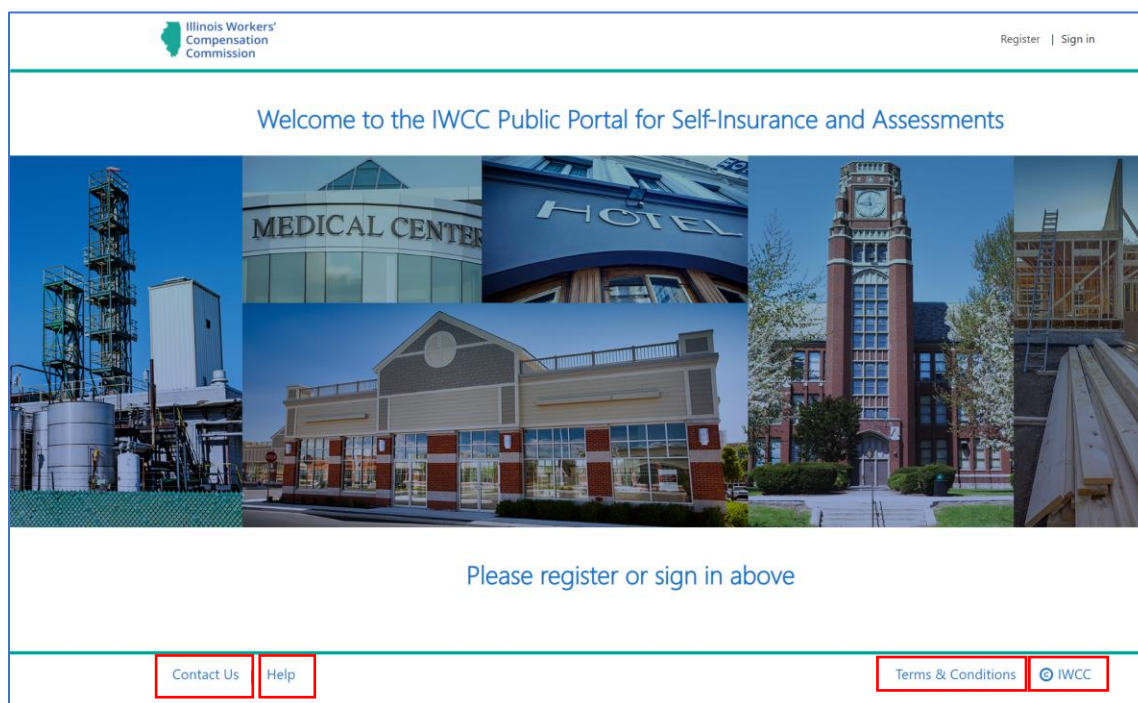 Illinois Workers'
Compensation
Commission
Register | Sign in
Welcome to the IWCC Public Portal for Self-Insurance and Assessments
MEDICAL CENTER
HOTEL
Please register or sign in above
Contact Us Help Terms & Conditions © IWCC